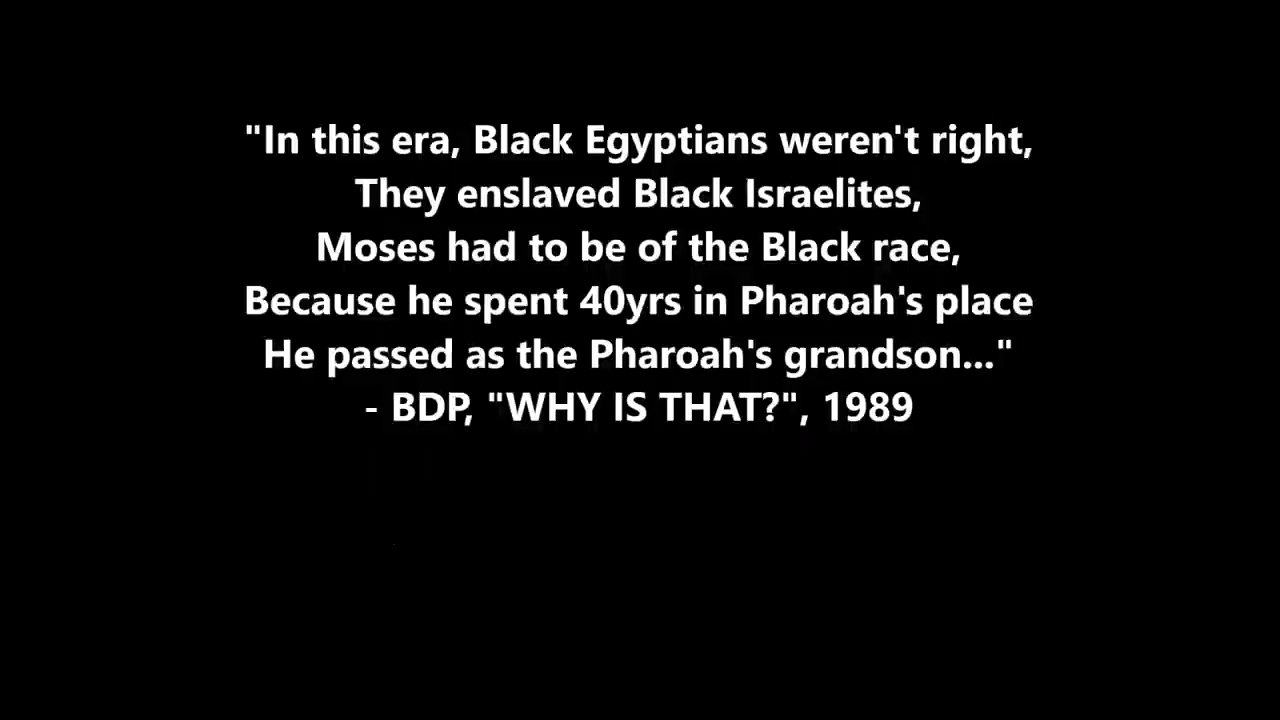 "In this era, Black Egyptians weren't right,
They enslaved Black Israelites,
Moses had to be of the Black race,
Because he spent 40yrs in Pharoah's place
He passed as the Pharoah's grandson..."
- BDP, "WHY IS THAT?", 1989